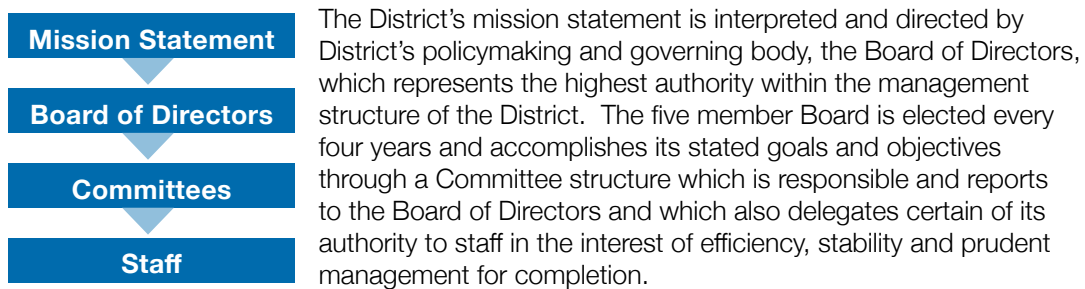 Mission Statement
Board of Directors
Committees
Staff
The District’s mission statement is interpreted and directed by
District’s policymaking and governing body, the Board of Directors,
which represents the highest authority within the management
structure of the District.  The five member Board is elected every
four years and accomplishes its stated goals and objectives
through a Committee structure which is responsible and reports
to the Board of Directors and which also delegates certain of its
authority to staff in the interest of efficiency, stability and prudent
management for completion.